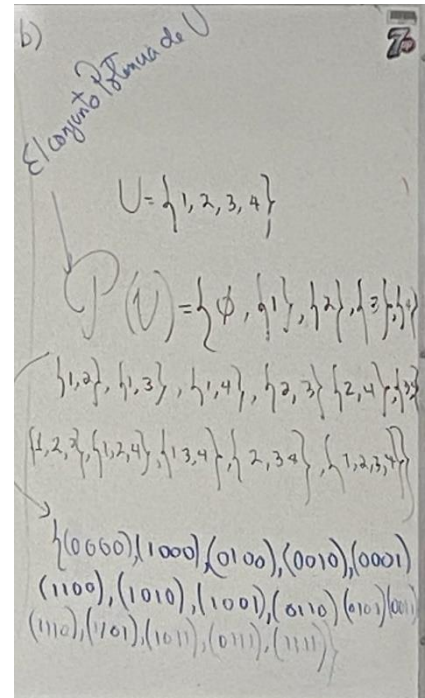 b)
El conjunto Potencia de U
U={1,2,3,4}
P(U)={∅,{1},{2},{3},{4}
{1,2},{1,3},{1,4},{2,3}{2,4},{3,4}
{1,2,3},{1,2,4},{1 3,4},{2,3 4},{1,2,3,4}}
{(0000),(1000),(0100),(0010),(0001)
(1100),(1010),(1001),(0110)(0101)(0011)
(1110),(1101),(1011),(0111),(1111)}